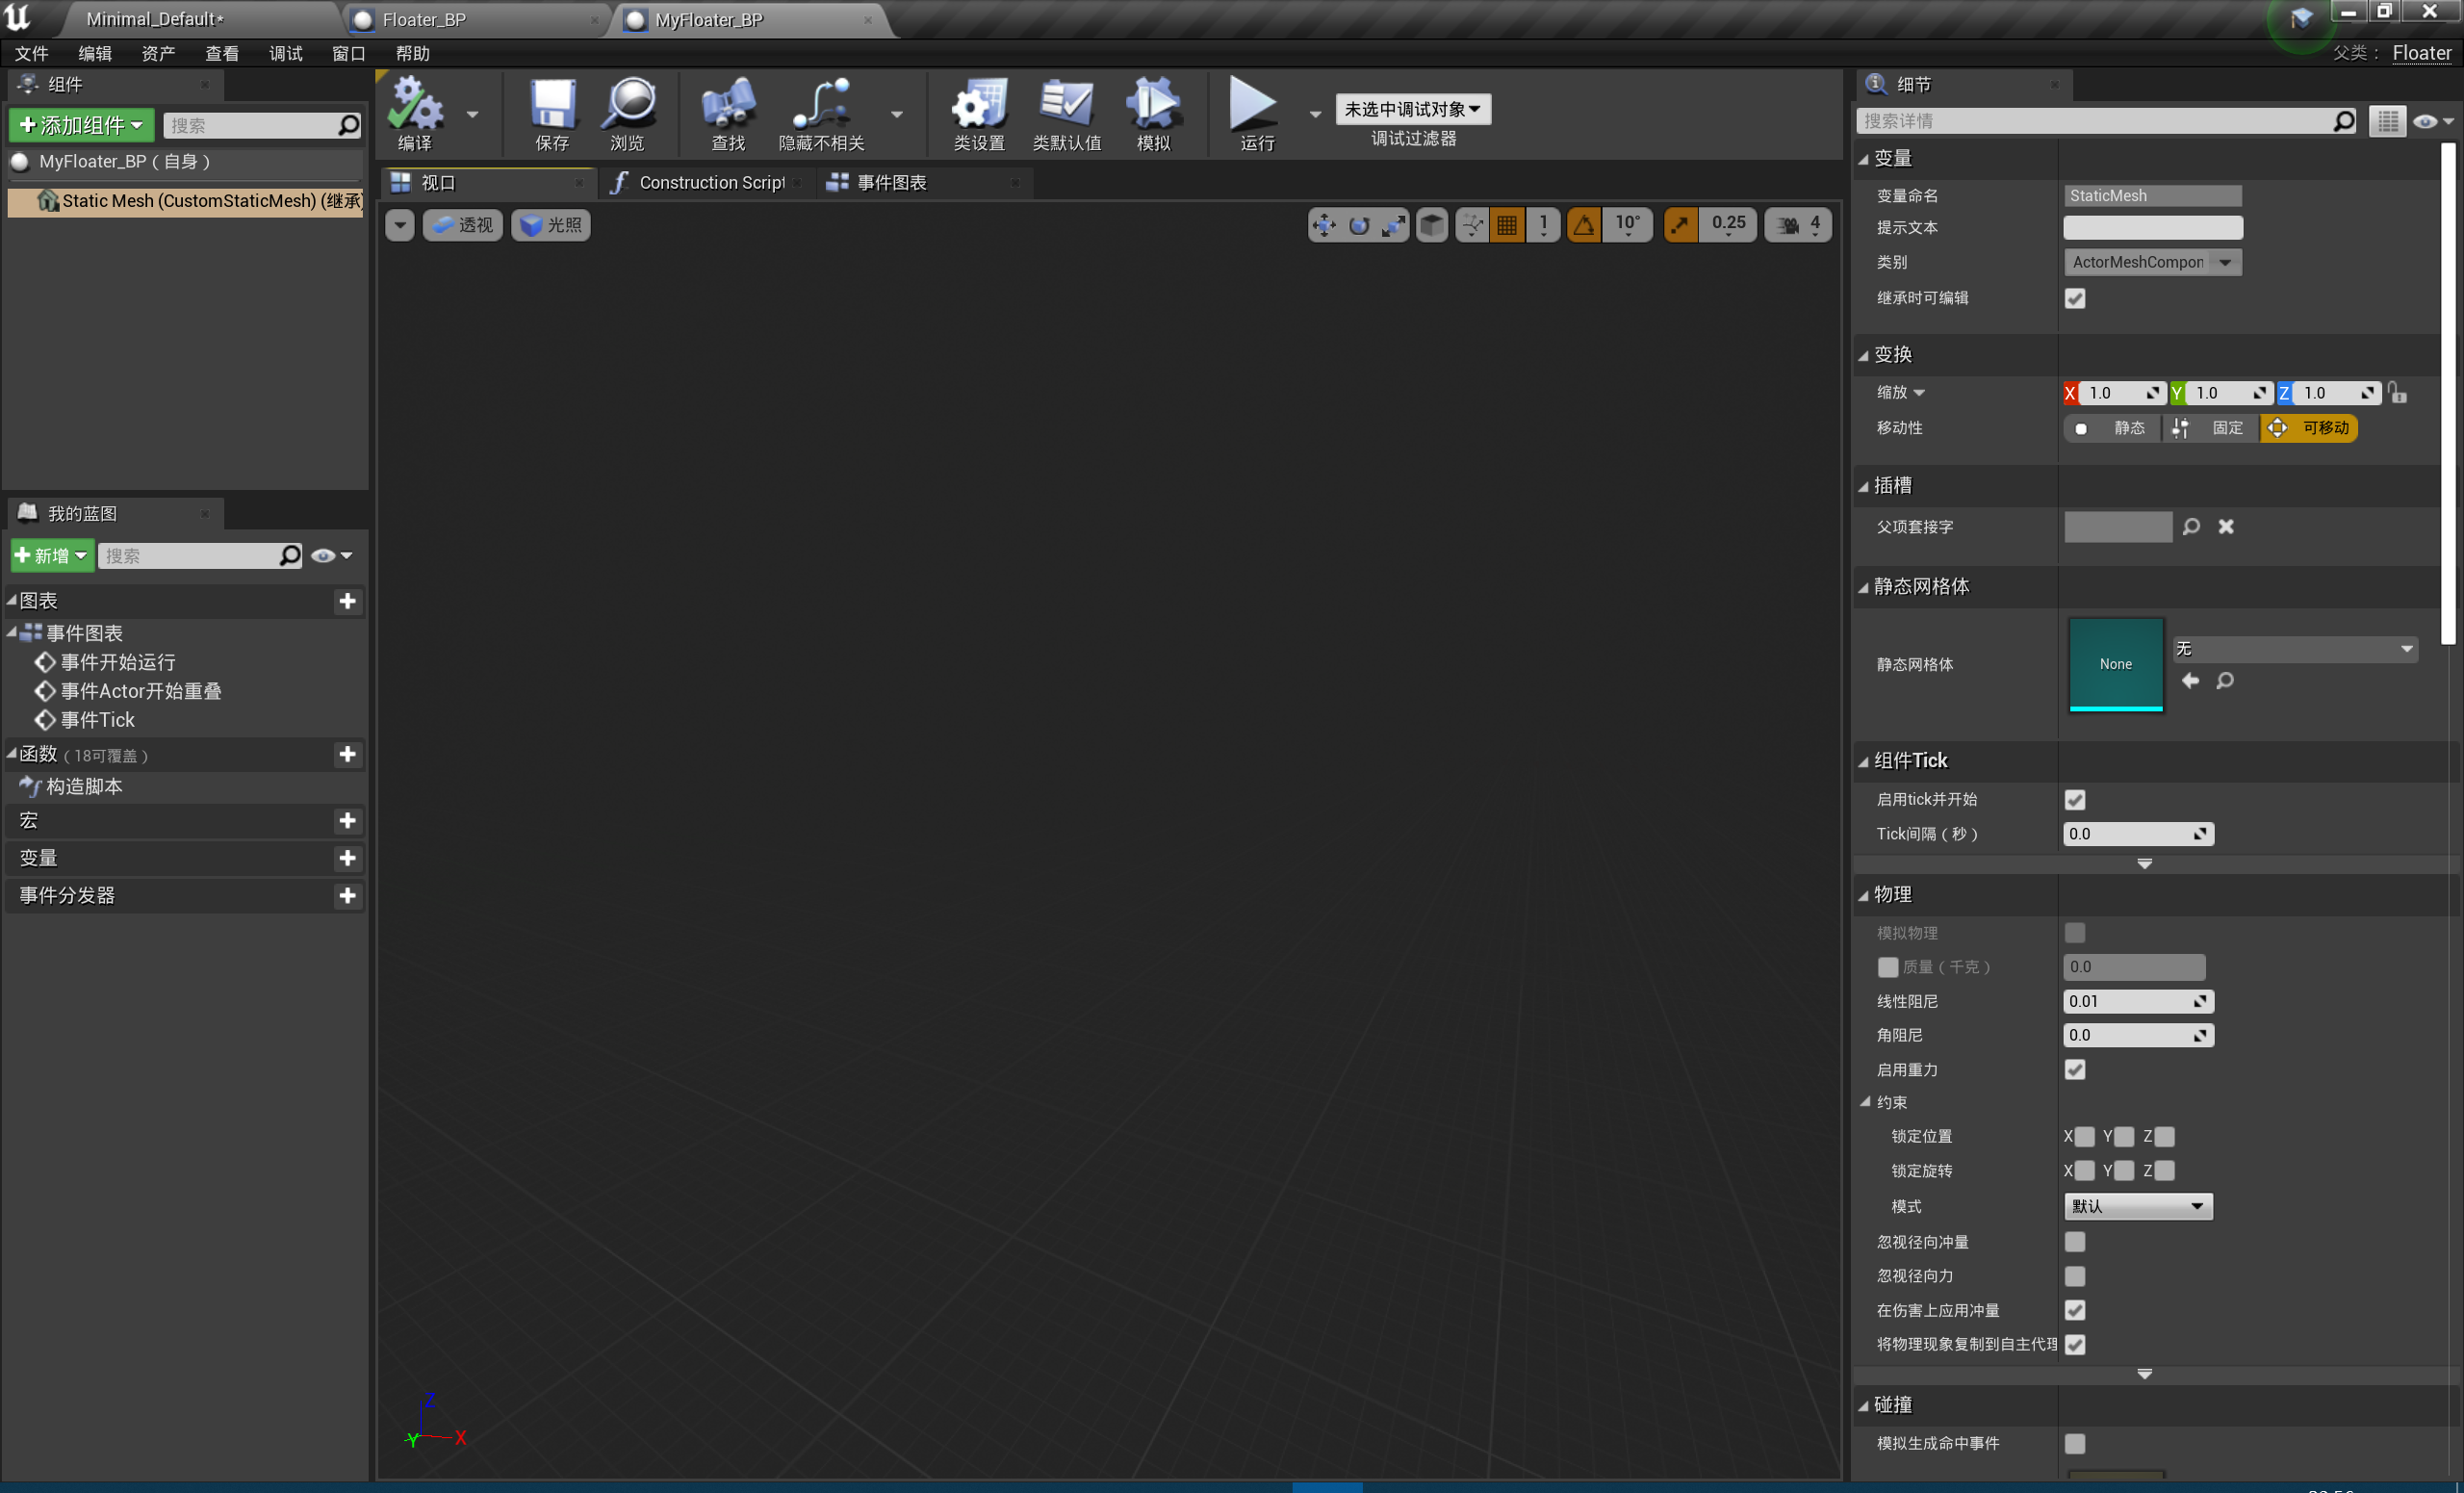 Minimal_Default*
Floater_BP
MyFloater_BP
文件 编辑 资产 查看 调试 窗口 帮助
父类： Floater
组件
添加组件
搜索
MyFloater_BP（自身）
Static Mesh (CustomStaticMesh) (继承)
我的蓝图
新增
搜索
图表
事件图表
事件开始运行
事件Actor开始重叠
事件Tick
函数（18可覆盖）
构造脚本
宏
变量
事件分发器
编译
保存
浏览
查找
隐藏不相关
类设置
类默认值
模拟
运行
未选中调试对象
调试过滤器
视口
Construction Script
事件图表
透视
光照
1
10°
0.25
4
Z
Y
X
细节
搜索详情
变量
变量命名 StaticMesh
提示文本
类别 ActorMeshCompon
继承时可编辑
变换
缩放 X 1.0 Y 1.0 Z 1.0
移动性 静态 固定 可移动
插槽
父项套接字
静态网格体
静态网格体 None 无
组件Tick
启用tick并开始
Tick间隔（秒） 0.0
物理
模拟物理
质量（千克） 0.0
线性阻尼 0.01
角阻尼 0.0
启用重力
约束
锁定位置 X Y Z
锁定旋转 X Y Z
模式 默认
忽视径向冲量
忽视径向力
在伤害上应用冲量
将物理现象复制到自主代理
碰撞
模拟生成命中事件